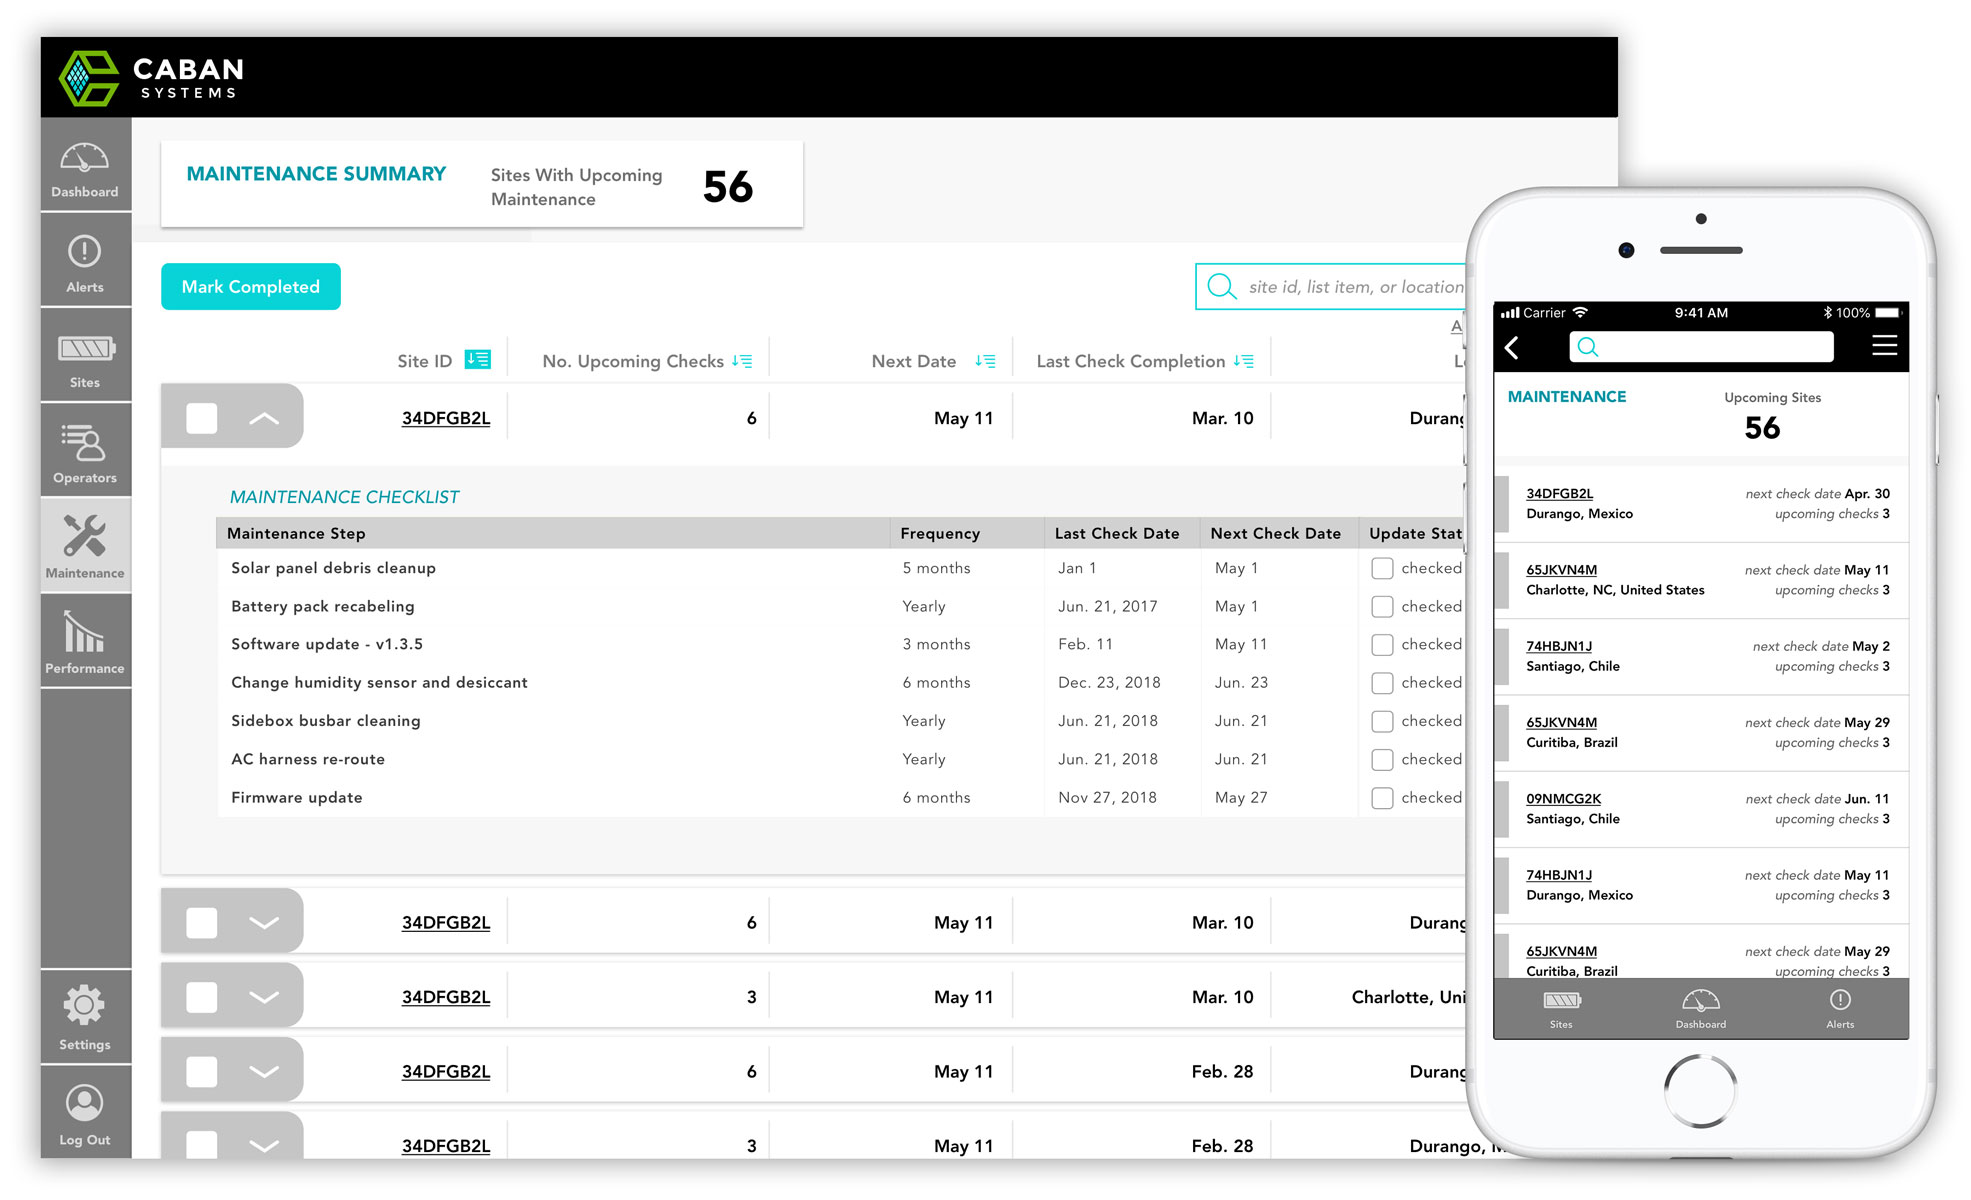 CABAN
SYSTEMS
Dashboard
Alerts
Sites
Operators
Maintenance
Performance
Settings
Log Out
MAINTENANCE SUMMARY
Sites With Upcoming
Maintenance
56
Mark Completed
site id, list item, or location
A
Site ID No. Upcoming Checks Next Date Last Check Completion L
34DFGB2L 6 May 11 Mar. 10 Durang
MAINTENANCE CHECKLIST
Maintenance Step Frequency Last Check Date Next Check Date Update Stat
Solar panel debris cleanup 5 months Jan 1 May 1 checked
Battery pack recabeling Yearly Jun. 21, 2017 May 1 checked
Software update - v1.3.5 3 months Feb. 11 May 11 checked
Change humidity sensor and desiccant 6 months Dec. 23, 2018 Jun. 23 checked
Sidebox busbar cleaning Yearly Jun. 21, 2018 Jun. 21 checked
AC harness re-route Yearly Jun. 21, 2018 Jun. 21 checked
Firmware update 6 months Nov 27, 2018 May 27 checked
34DFGB2L 6 May 11 Mar. 10 Durang
34DFGB2L 3 May 11 Mar. 10 Charlotte, Uni
34DFGB2L 6 May 11 Feb. 28 Durang
34DFGB2L 3 May 11 Feb. 28 Durango, M
Carrier 9:41 AM 100%
MAINTENANCE
Upcoming Sites
56
34DFGB2L next check date Apr. 30
Durango, Mexico upcoming checks 3
65JKVN4M next check date May 11
Charlotte, NC, United States upcoming checks 3
74HBJN1J next check date May 2
Santiago, Chile upcoming checks 3
65JKVN4M next check date May 29
Curitiba, Brazil upcoming checks 3
09NMCG2K next check date Jun. 11
Santiago, Chile upcoming checks 3
74HBJN1J next check date May 11
Durango, Mexico upcoming checks 3
65JKVN4M next check date May 29
Curitiba, Brazil upcoming checks 3
Sites Dashboard Alerts